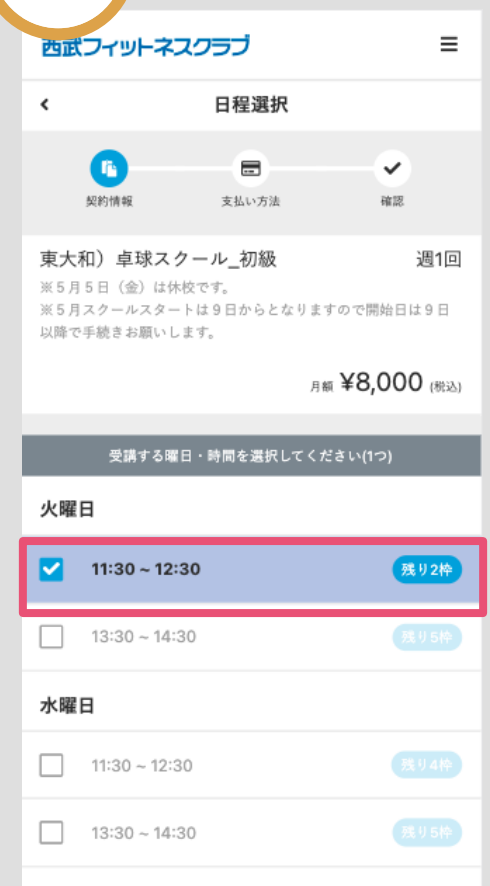 西武フィットネスクラブ
日程選択
契約情報
支払い方法
確認
東大和）卓球スクール_初級 週1回
※５月５日（金）は休校です。
※５月スクールスタートは９日からとなりますので開始日は９日
以降で手続きお願いします。
月額 ¥8,000 (税込)
受講する曜日・時間を選択してください(1つ)
火曜日
11:30 ~ 12:30 残り2枠
13:30 ~ 14:30 残り5枠
水曜日
11:30 ~ 12:30 残り4枠
13:30 ~ 14:30 残り5枠